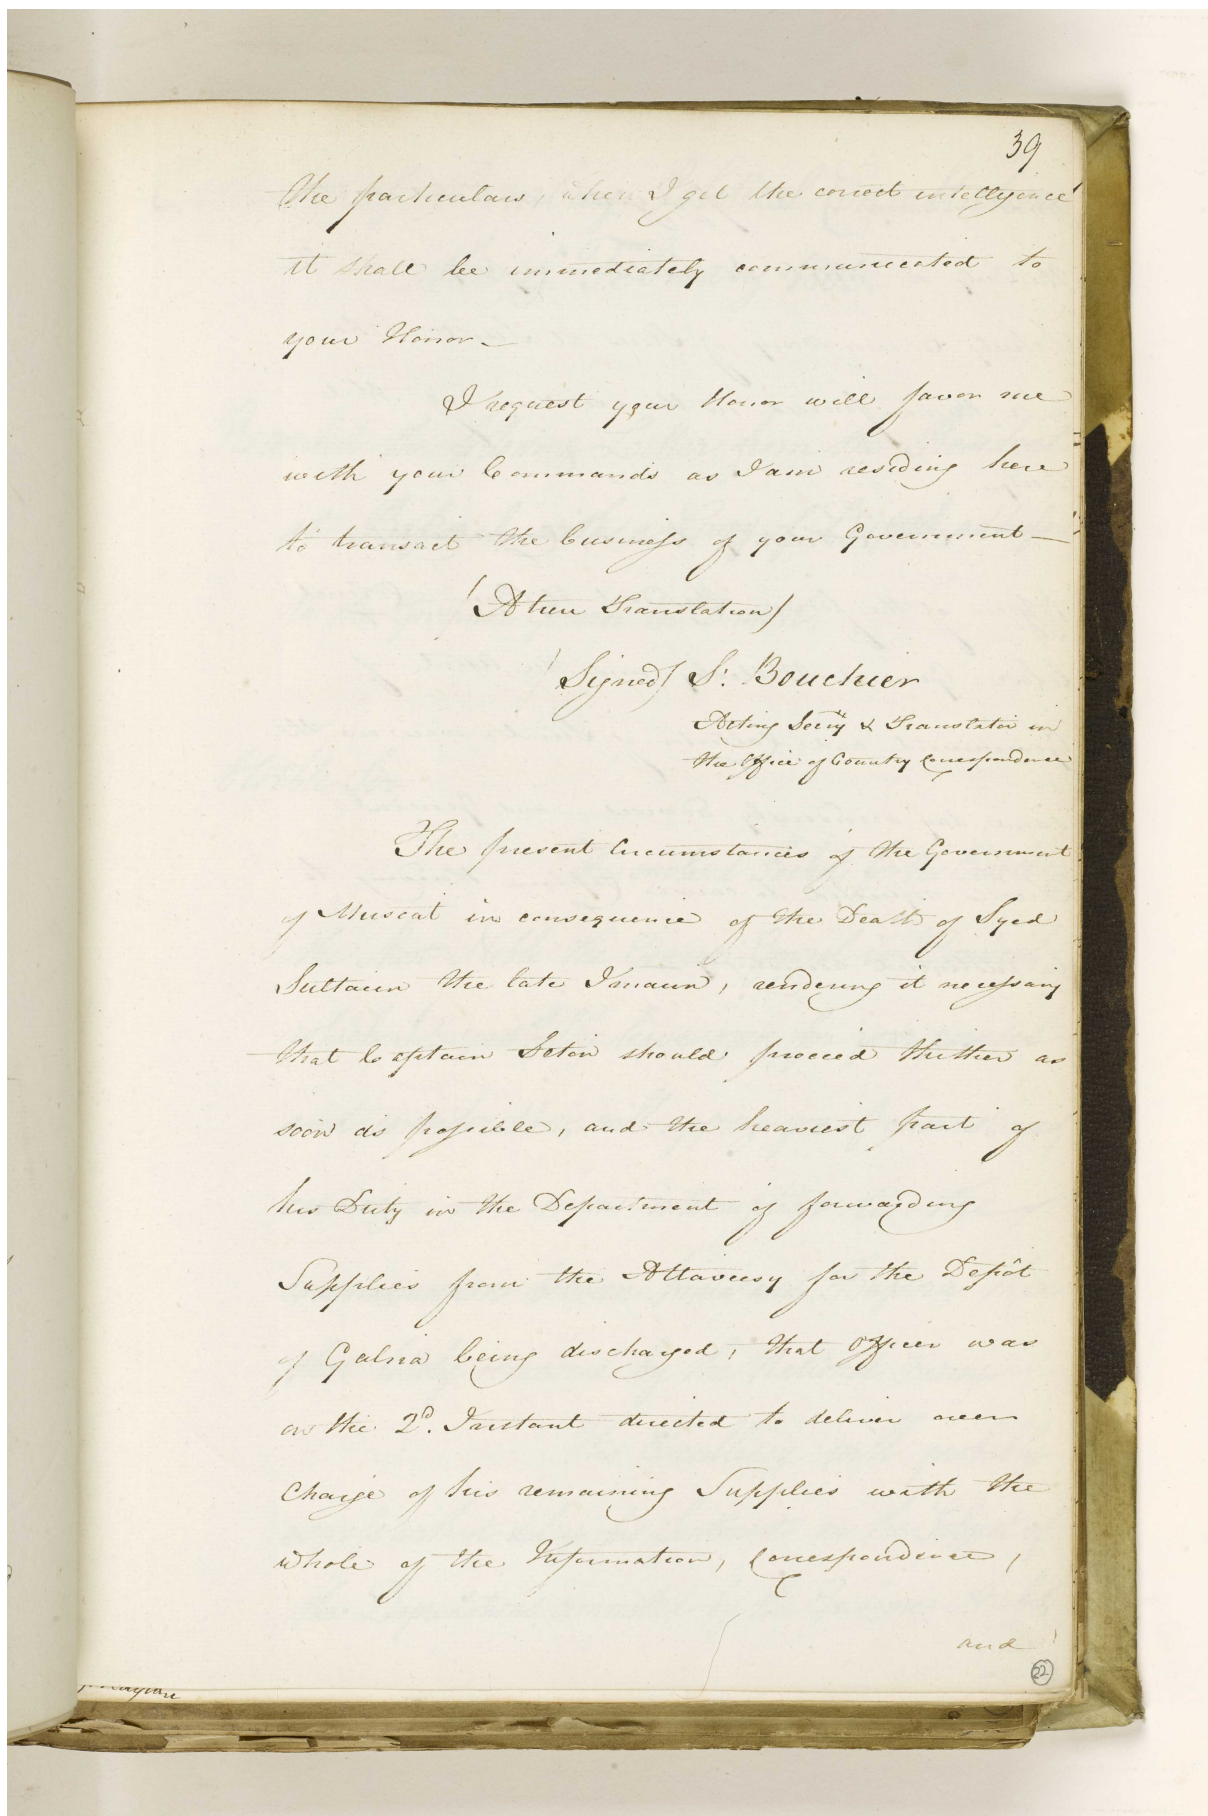 39
the particulars, when I get the correct intelligence
it shall be immediately communicated to
your Honor_
I request your Honor will favor me
with your Commands as I am residing here
to transact the business of your Government_
(A true Translation)
(Signed) S. Bouchier
Acting Secry & Translator in
the Office of Country Correspondence
The present Circumstances of the Government
of Muscat in consequence of the Death of Syed
Sultaun the late Imaun, rendering it necessary
that Captain Seton should proceed thither as
soon as possible, and the heaviest part of
his Duty in the Department of forwarding
Supplies from the Attaveesy for the Depôt
of Galna being discharged, that Officer was
on the 2d. Instant directed to deliver over
Charge of his remaining Supplies with the
whole of the Information, Correspondence,
and
22